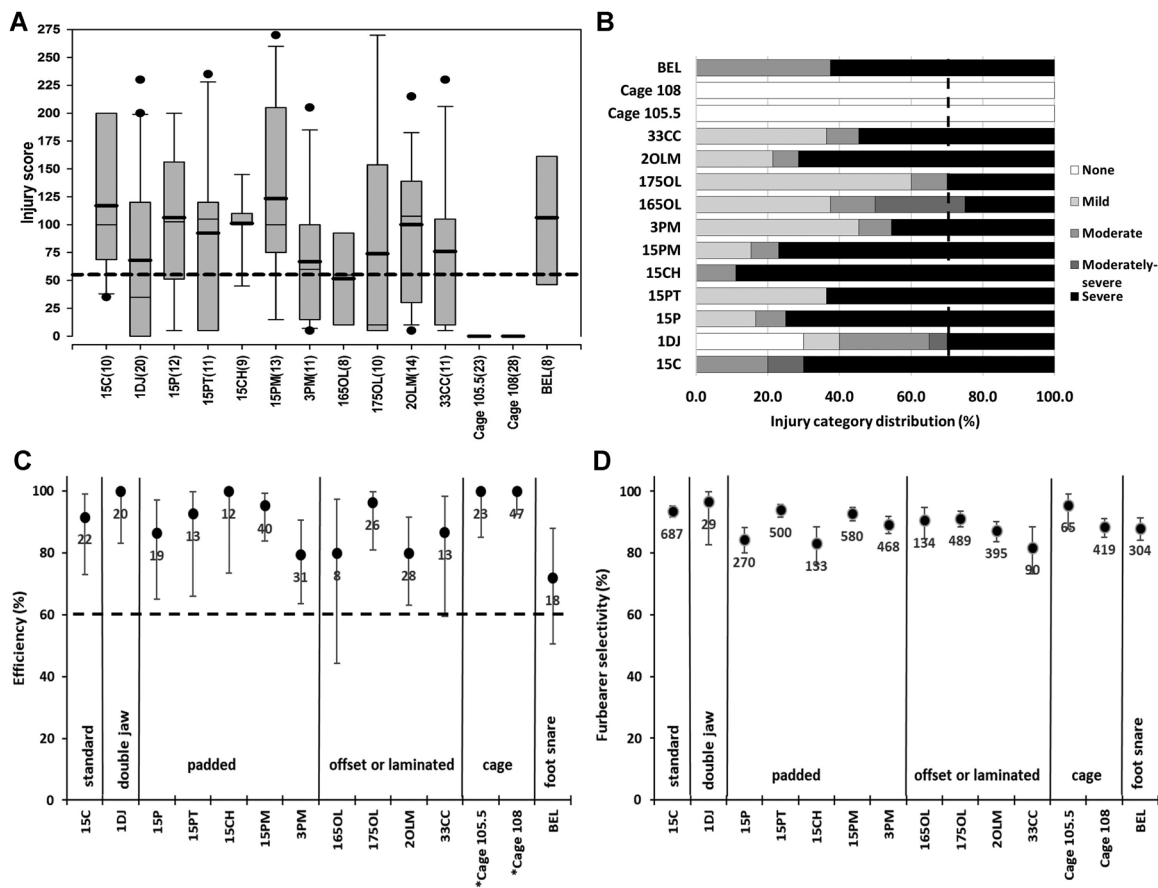 A
Injury score
275
250
225
200
175
150
125
100
75
50
25
0
15C(10)
1DJ(20)
15P(12)
15PT(11)
15CH(9)
15PM(13)
3PM(11)
165OL(8)
175OL(10)
2OLM(14)
33CC(11)
Cage 105.5(23)
Cage 108(28)
BEL(8)
B
BEL
Cage 108
Cage 105.5
33CC
2OLM
175OL
165OL
3PM
15PM
15CH
15PT
15P
1DJ
15C
0.0 20.0 40.0 60.0 80.0 100.0
Injury category distribution (%)
None
Mild
Moderate
Moderately-
severe
Severe
C
Efficiency (%)
100
80
60
40
20
0
22
20
19
13
12
40
31
8
26
28
13
23
47
18
standard
double jaw
padded
offset or laminated
cage
foot snare
15C
1DJ
15P
15PT
15CH
15PM
3PM
165OL
175OL
2OLM
33CC
*Cage 105.5
*Cage 108
BEL
D
Furbearer selectivity (%)
100
80
60
40
20
0
687
29
270
500
133
580
468
134
489
395
90
65
419
304
standard
double jaw
padded
offset or laminated
cage
foot snare
15C
1DJ
15P
15PT
15CH
15PM
3PM
165OL
175OL
2OLM
33CC
Cage 105.5
Cage 108
BEL